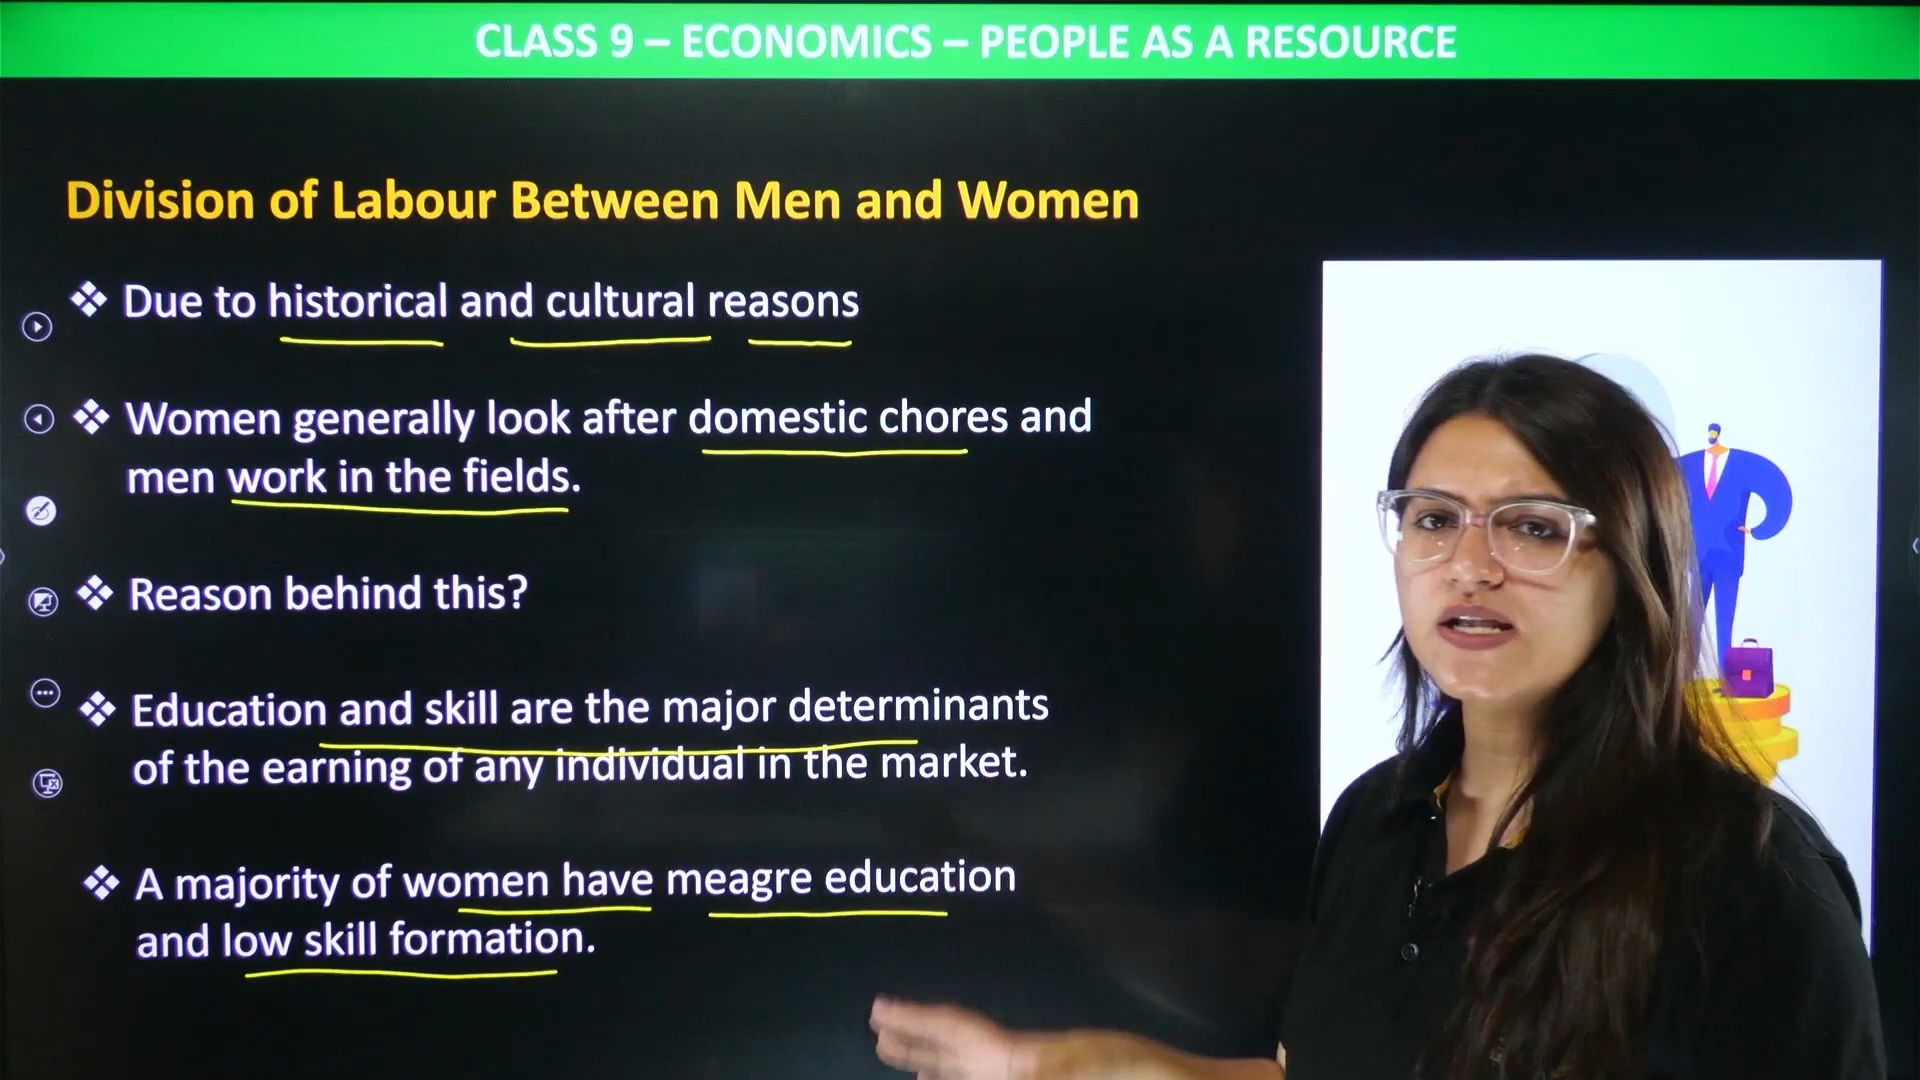 CLASS 9 – ECONOMICS – PEOPLE AS A RESOURCE
Division of Labour Between Men and Women
❖ Due to historical and cultural reasons
❖ Women generally look after domestic chores and
men work in the fields.
❖ Reason behind this?
❖ Education and skill are the major determinants
of the earning of any individual in the market.
❖ A majority of women have meagre education
and low skill formation.